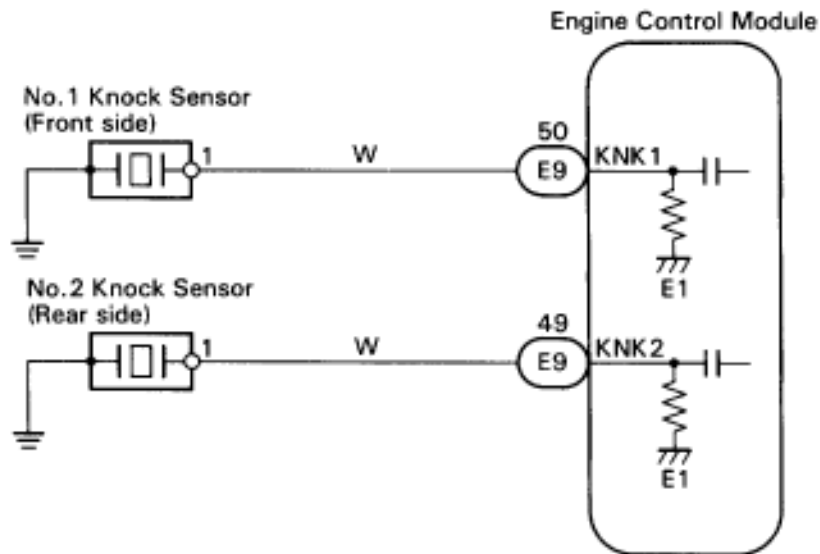 Engine Control Module
No.1 Knock Sensor
(Front side)
1
W
50
E9
KNK1
E1
No.2 Knock Sensor
(Rear side)
1
W
49
E9
KNK2
E1